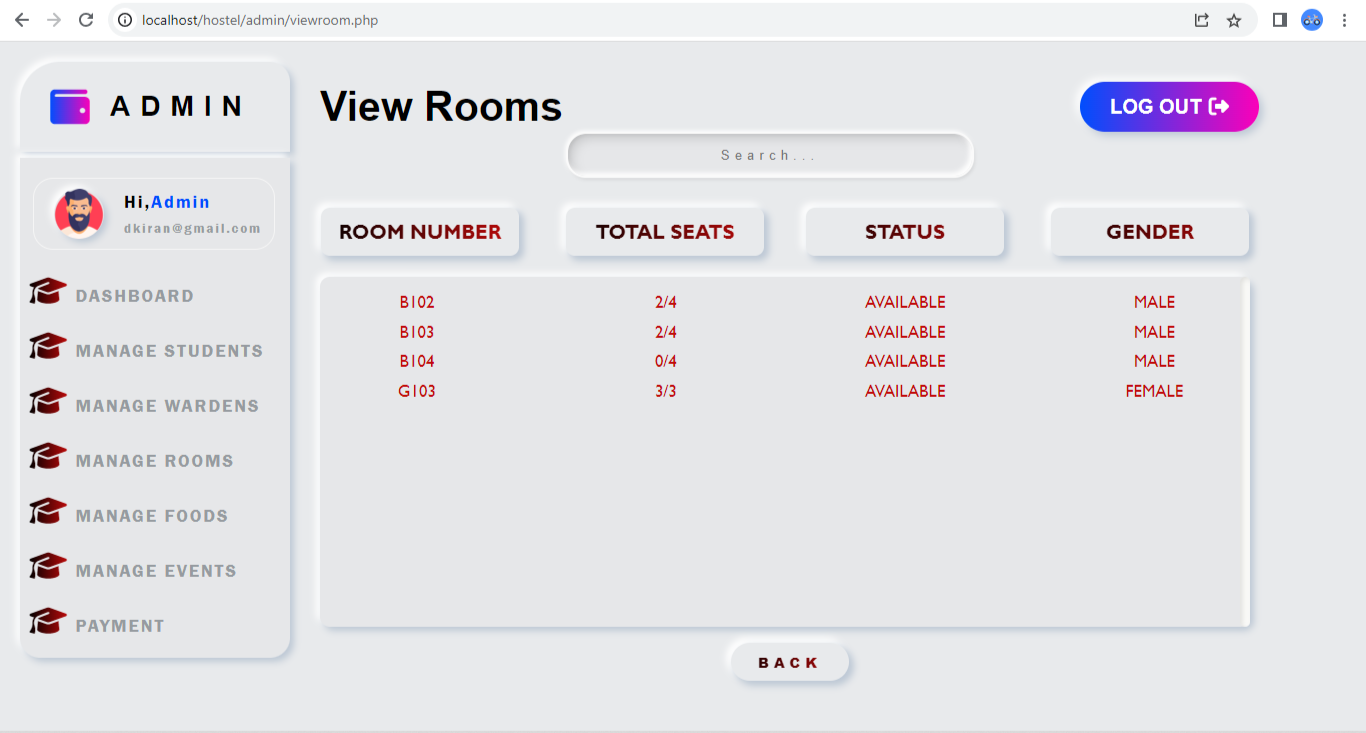 localhost/hostel/admin/viewroom.php
ADMIN
Hi,Admin
dkiran@gmail.com
DASHBOARD
MANAGE STUDENTS
MANAGE WARDENS
MANAGE ROOMS
MANAGE FOODS
MANAGE EVENTS
PAYMENT
View Rooms
LOG OUT
Search...
ROOM NUMBER TOTAL SEATS STATUS GENDER
B102 2/4 AVAILABLE MALE
B103 2/4 AVAILABLE MALE
B104 0/4 AVAILABLE MALE
G103 3/3 AVAILABLE FEMALE
BACK